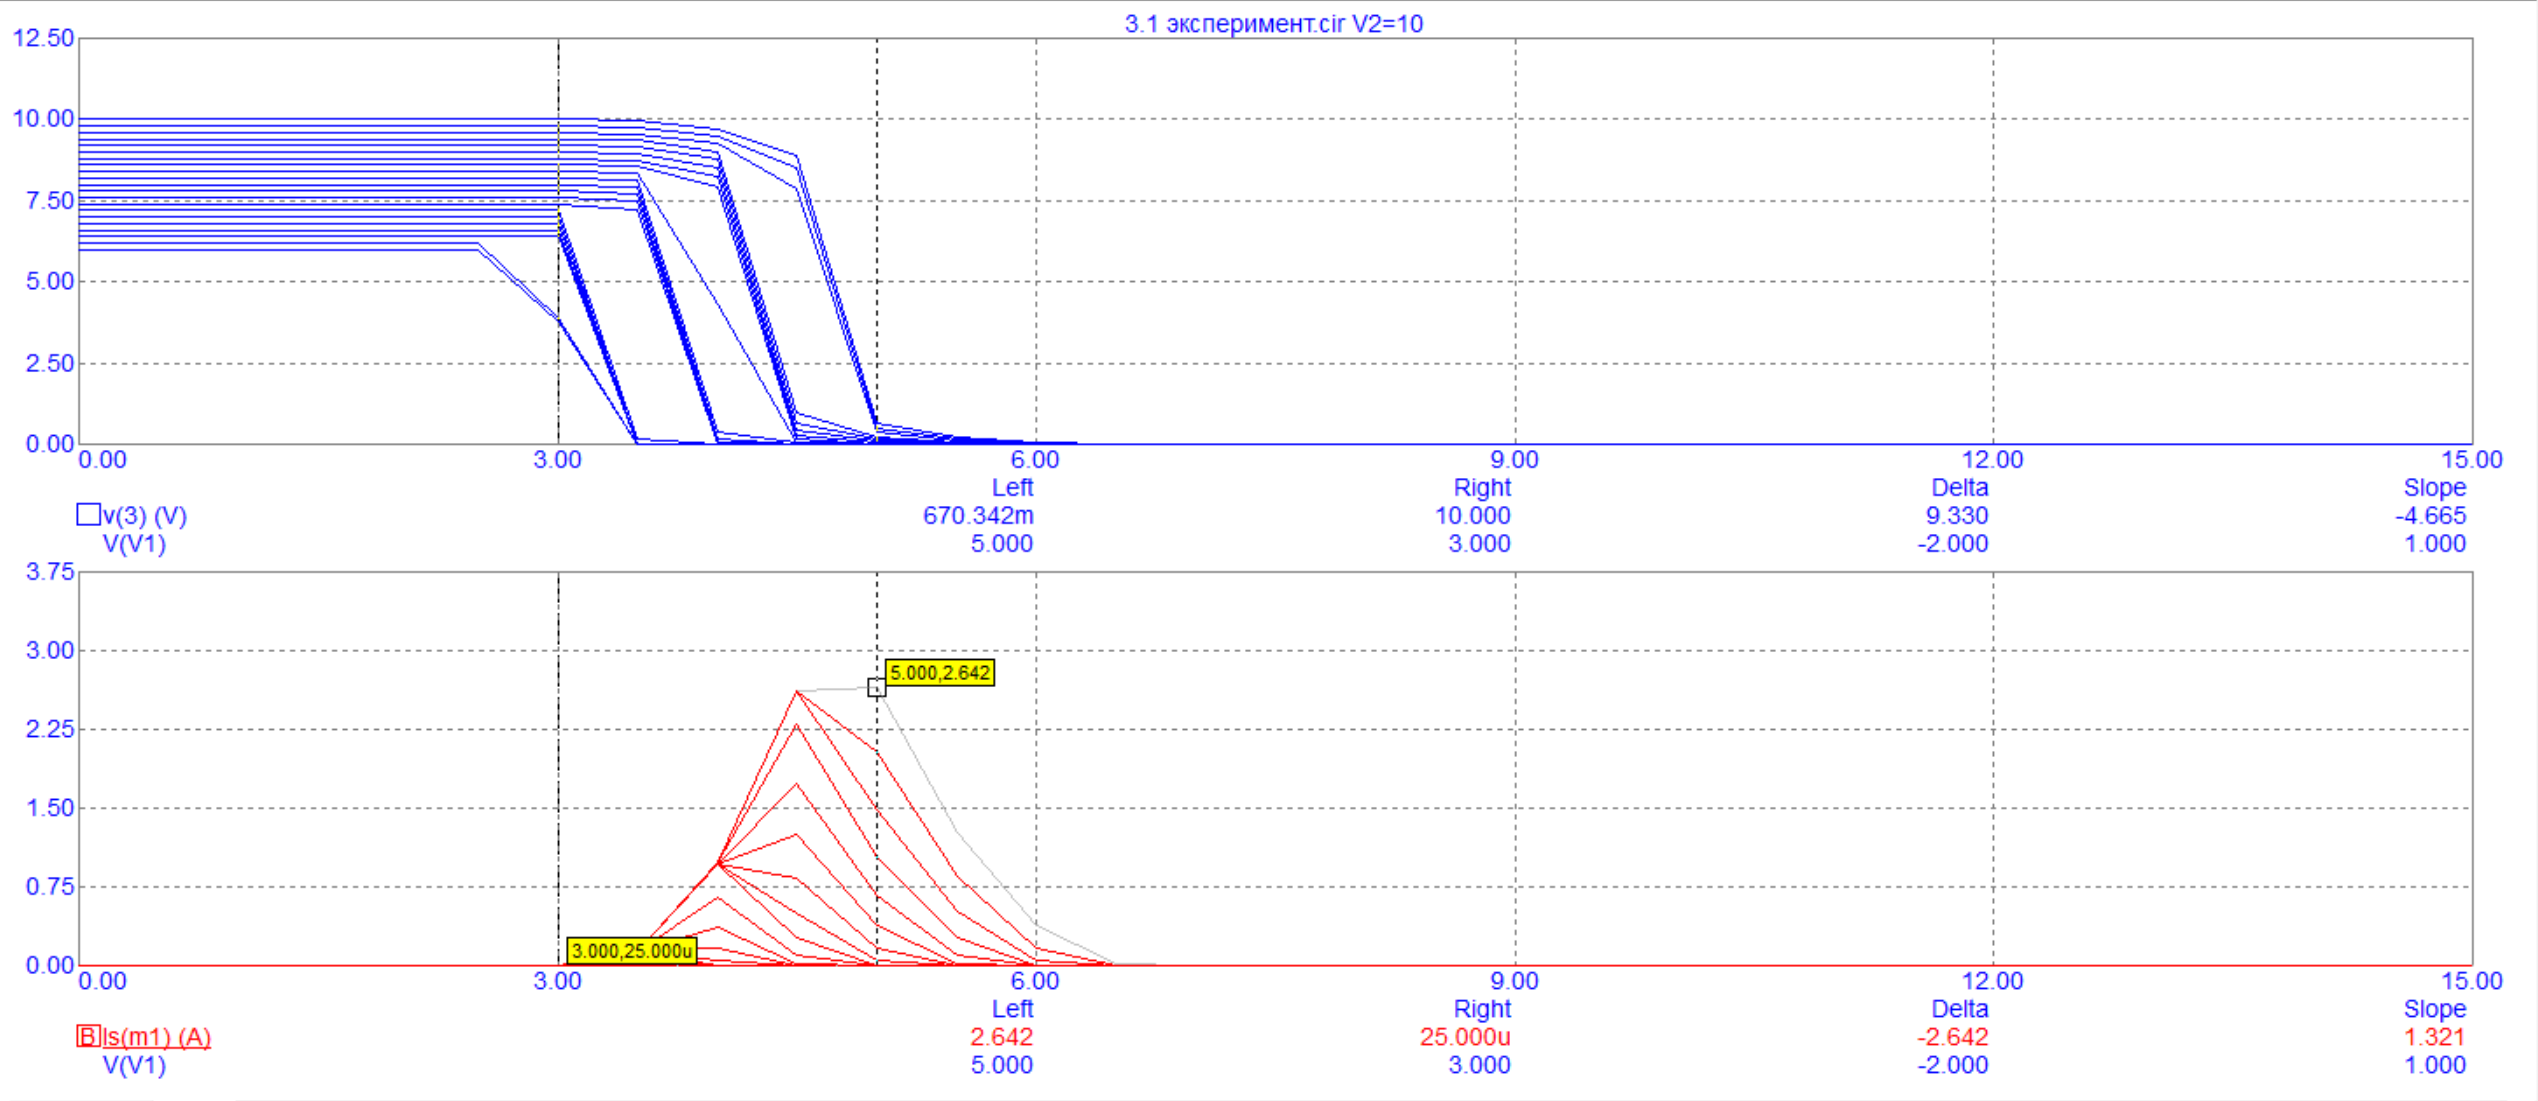 3.1 эксперимент.cir V2=10
12.50
10.00
7.50
5.00
2.50
0.00
0.00 3.00 6.00 9.00 12.00 15.00
Left Right Delta Slope
v(3) (V) 670.342m 10.000 9.330 -4.665
V(V1) 5.000 3.000 -2.000 1.000
3.75
3.00
5.000,2.642
2.25
1.50
0.75
3.000,25.000u
0.00
0.00 3.00 6.00 9.00 12.00 15.00
Left Right Delta Slope
B Is(m1) (A) 2.642 25.000u -2.642 1.321
V(V1) 5.000 3.000 -2.000 1.000